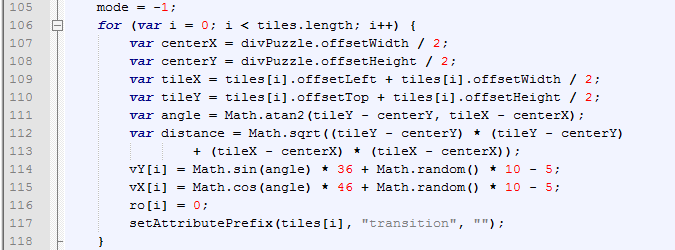 105 mode = -1;
106 for (var i = 0; i < tiles.length; i++) {
107 var centerX = divPuzzle.offsetWidth / 2;
108 var centerY = divPuzzle.offsetHeight / 2;
109 var tileX = tiles[i].offsetLeft + tiles[i].offsetWidth / 2;
110 var tileY = tiles[i].offsetTop + tiles[i].offsetHeight / 2;
111 var angle = Math.atan2(tileY - centerY, tileX - centerX);
112 var distance = Math.sqrt((tileY - centerY) * (tileY - centerY)
113 + (tileX - centerX) * (tileX - centerX));
114 vY[i] = Math.sin(angle) * 36 + Math.random() * 10 - 5;
115 vX[i] = Math.cos(angle) * 46 + Math.random() * 10 - 5;
116 ro[i] = 0;
117 setAttributePrefix(tiles[i], "transition", "");
118 }